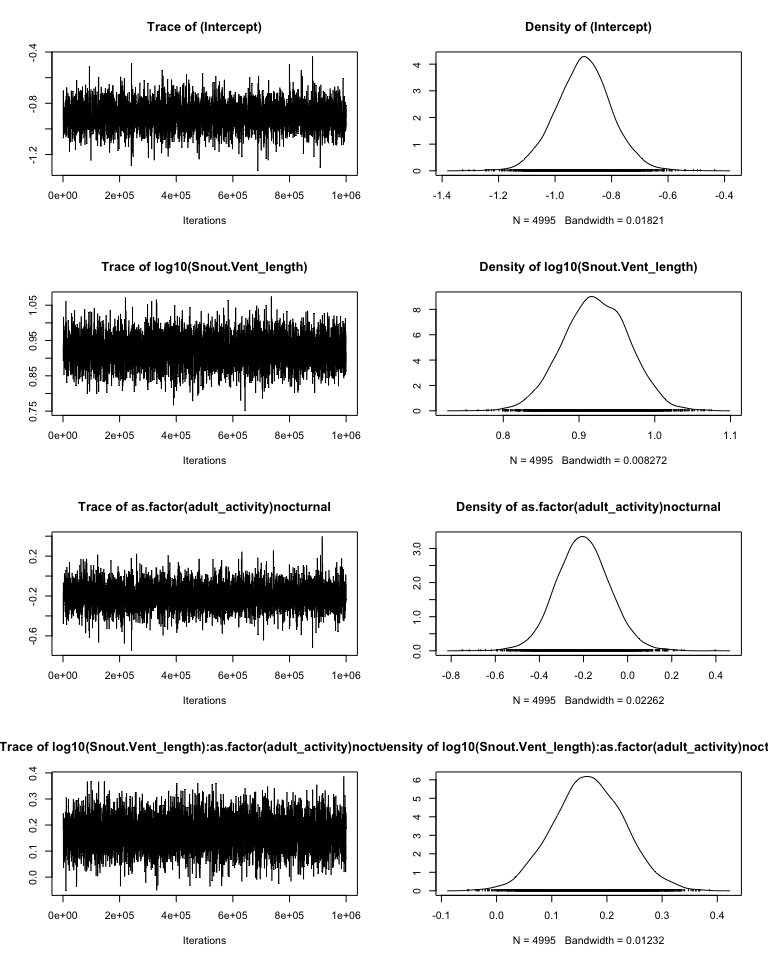 Trace of (Intercept)
-0.4
-0.8
-1.2
0e+00 2e+05 4e+05 6e+05 8e+05 1e+06
Iterations
Density of (Intercept)
4
3
2
1
0
-1.4 -1.2 -1.0 -0.8 -0.6 -0.4
N = 4995 Bandwidth = 0.01821
Trace of log10(Snout.Vent_length)
1.05
0.95
0.85
0.75
0e+00 2e+05 4e+05 6e+05 8e+05 1e+06
Iterations
Density of log10(Snout.Vent_length)
8
6
4
2
0
0.8 0.9 1.0 1.1
N = 4995 Bandwidth = 0.008272
Trace of as.factor(adult_activity)nocturnal
0.2
-0.2
-0.6
0e+00 2e+05 4e+05 6e+05 8e+05 1e+06
Iterations
Density of as.factor(adult_activity)nocturnal
3.0
2.0
1.0
0.0
-0.8 -0.6 -0.4 -0.2 0.0 0.2 0.4
N = 4995 Bandwidth = 0.02262
Trace of log10(Snout.Vent_length):as.factor(adult_activity)noctu
0.4
0.3
0.2
0.1
0.0
0e+00 2e+05 4e+05 6e+05 8e+05 1e+06
Iterations
ensity of log10(Snout.Vent_length):as.factor(adult_activity)noct
6
5
4
3
2
1
0
-0.1 0.0 0.1 0.2 0.3 0.4
N = 4995 Bandwidth = 0.01232